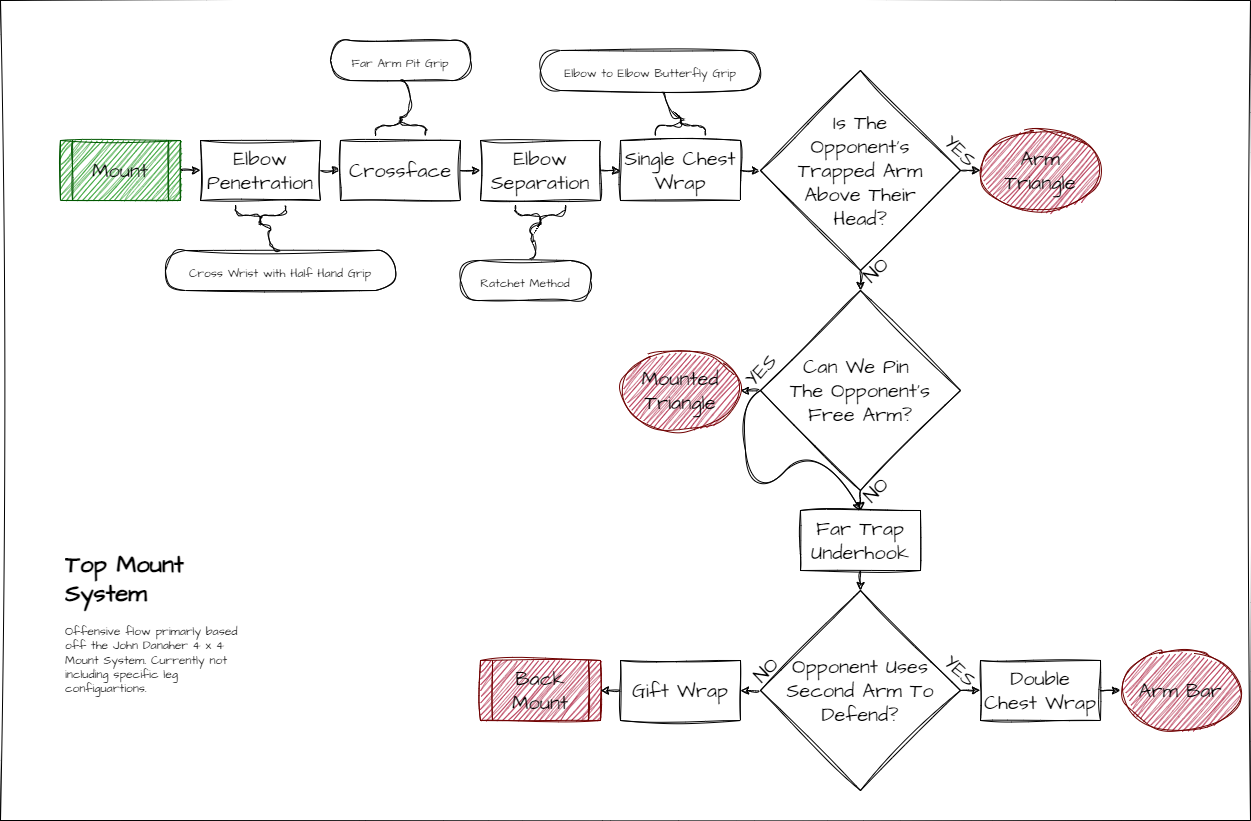 Far Arm Pit Grip
Elbow to Elbow Butterfly Grip
Mount
Elbow
Penetration
Crossface
Elbow
Separation
Single Chest
Wrap
Is The
Opponent's
Trapped Arm
Above Their
Head?
YES
Arm
Triangle
Cross Wrist with Half Hand Grip
Ratchet Method
NO
Mounted
Triangle
YES
Can We Pin
The Opponent's
Free Arm?
NO
Far Trap
Underhook
Top Mount
System
Offensive flow primarly based
off the John Danaher 4 x 4
Mount System. Currently not
including specific leg
configuartions.
Back
Mount
Gift Wrap
NO
Opponent Uses
Second Arm To
Defend?
YES
Double
Chest Wrap
Arm Bar